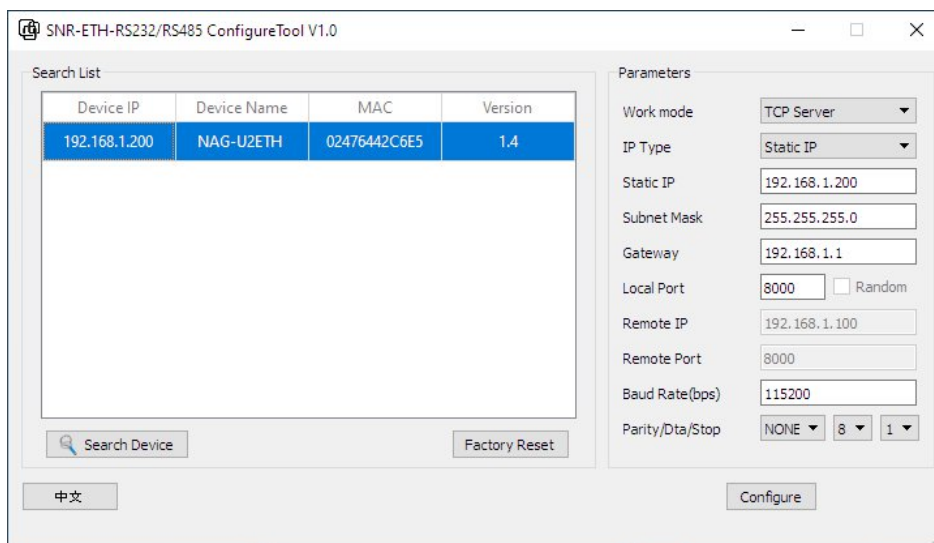 SNR-ETH-RS232/RS485 ConfigureTool V1.0
Search List
Device IP Device Name MAC Version
192.168.1.200 NAG-U2ETH 02476442C6E5 1.4
Search Device Factory Reset
中文
Parameters
Work mode TCP Server
IP Type Static IP
Static IP 192.168.1.200
Subnet Mask 255.255.255.0
Gateway 192.168.1.1
Local Port 8000 Random
Remote IP 192.168.1.100
Remote Port 8000
Baud Rate(bps) 115200
Parity/Dta/Stop NONE 8 1
Configure